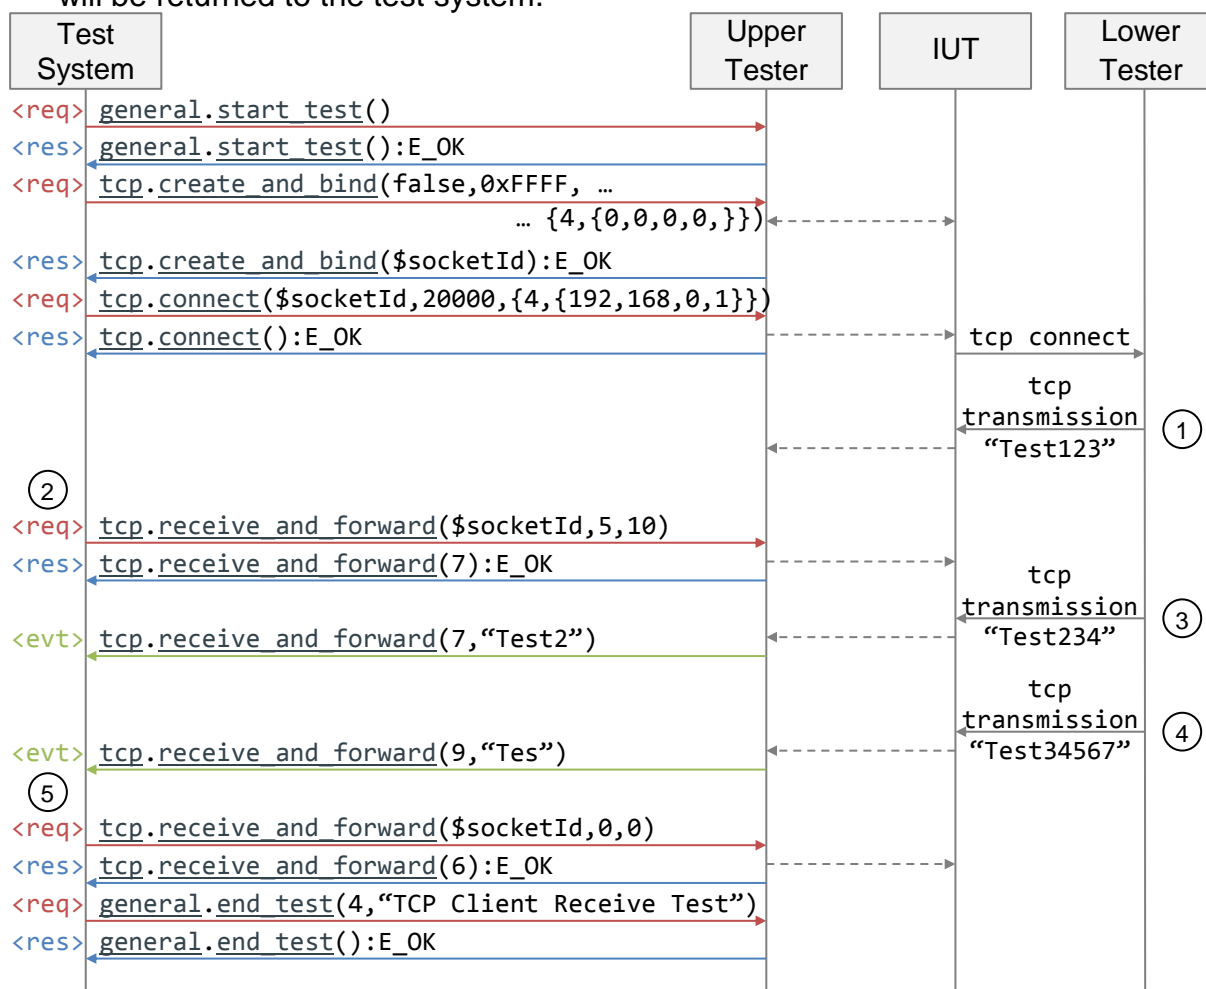 will be returned to the test system.
Test System
Upper Tester
IUT
Lower Tester
<req> general.start_test()
<res> general.start_test():E_OK
<req> tcp.create_and_bind(false,0xFFFF, …
… {4,{0,0,0,0,}})
<res> tcp.create_and_bind($socketId):E_OK
<req> tcp.connect($socketId,20000,{4,{192,168,0,1}})
<res> tcp.connect():E_OK
tcp connect
tcp
transmission
“Test123”
1
2
<req> tcp.receive_and_forward($socketId,5,10)
<res> tcp.receive_and_forward(7):E_OK
tcp
transmission
“Test234”
3
<evt> tcp.receive_and_forward(7,“Test2”)
tcp
transmission
“Test34567”
4
<evt> tcp.receive_and_forward(9,“Tes”)
5
<req> tcp.receive_and_forward($socketId,0,0)
<res> tcp.receive_and_forward(6):E_OK
<req> general.end_test(4,“TCP Client Receive Test”)
<res> general.end_test():E_OK